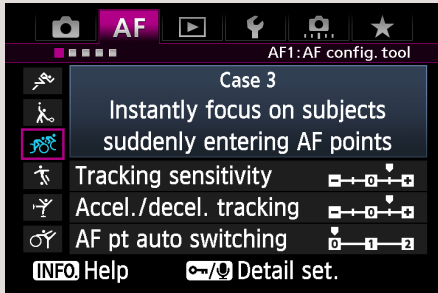 AF
AF1:AF config. tool
Case 3
Instantly focus on subjects
suddenly entering AF points
Tracking sensitivity
- 0 +
Accel./decel. tracking
- 0 +
AF pt auto switching
0 1 2
INFO. Help
/ Detail set.